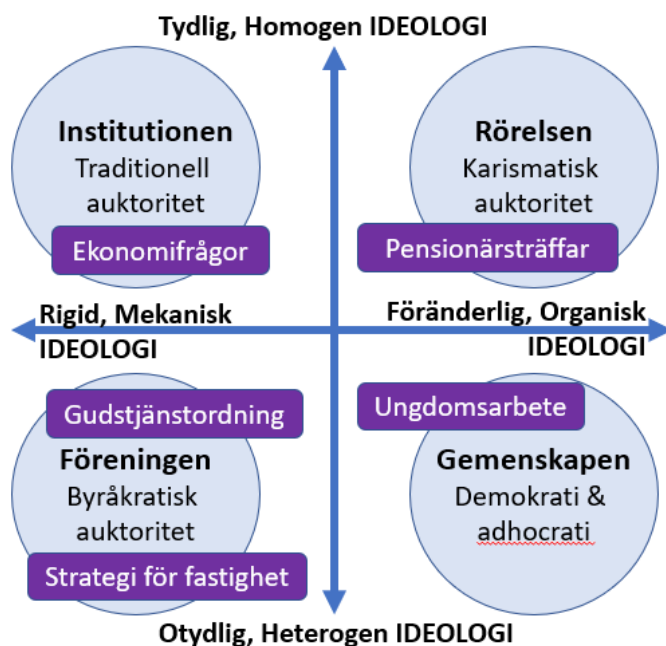 Tydlig, Homogen IDEOLOGI
Institutionen
Traditionell
auktoritet
Ekonomifrågor
Rörelsen
Karismatisk
auktoritet
Pensionärsträffar
Rigid, Mekanisk
IDEOLOGI
Föränderlig, Organisk
IDEOLOGI
Gudstjänstordning
Föreningen
Byråkratisk
auktoritet
Strategi för fastighet
Ungdomsarbete
Gemenskapen
Demokrati &
adhocrati
Otydlig, Heterogen IDEOLOGI